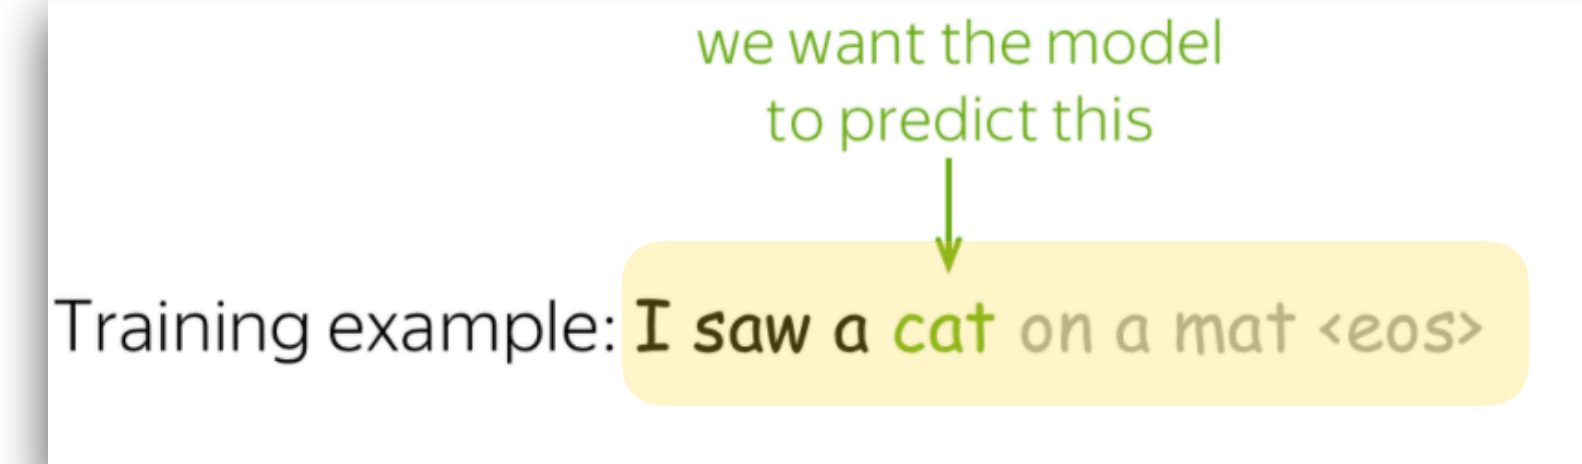 we want the model
to predict this
Training example: I saw a cat on a mat <eos>